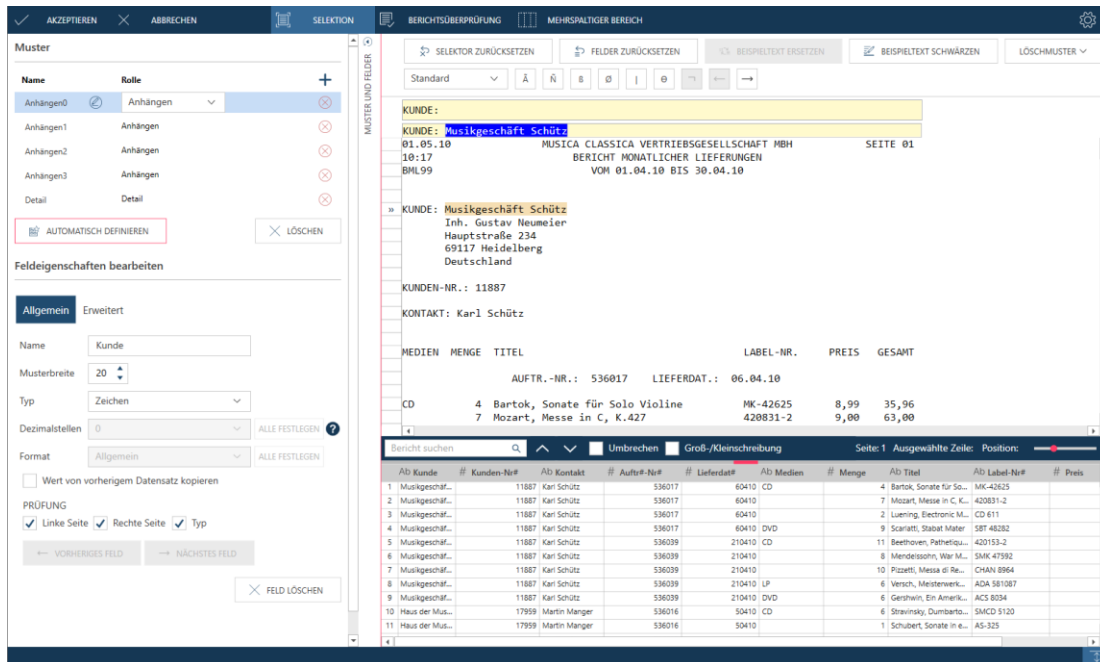 AKZEPTIEREN ABBRECHEN SELEKTION BERICHTSÜBERPRÜFUNG MEHRSPALTIGER BEREICH
Muster
Name Rolle
Anhängen0 Anhängen
Anhängen1 Anhängen
Anhängen2 Anhängen
Anhängen3 Anhängen
Detail Detail
AUTOMATISCH DEFINIEREN LÖSCHEN
Feldeigenschaften bearbeiten
Allgemein Erweitert
Name Kunde
Musterbreite 20
Typ Zeichen
Dezimalstellen 0 ALLE FESTLEGEN ?
Format Allgemein ALLE FESTLEGEN
Wert von vorherigem Datensatz kopieren
PRÜFUNG
Linke Seite Rechte Seite Typ
← VORHERIGES FELD → NÄCHSTES FELD
FELD LÖSCHEN
MUSTER UND FELDER
SELEKTOR ZURÜCKSETZEN FELDER ZURÜCKSETZEN BEISPIELTEXT ERSETZEN BEISPIELTEXT SCHWÄRZEN LÖSCHMUSTER
Standard Ã Ñ ß Ø | ¬ ← →
KUNDE:
KUNDE: Musikgeschäft Schütz
01.05.10 MUSICA CLASSICA VERTRIEBSGESELLSCHAFT MBH SEITE 01
10:17 BERICHT MONATLICHER LIEFERUNGEN
BML99 VOM 01.04.10 BIS 30.04.10
» KUNDE: Musikgeschäft Schütz
Inh. Gustav Neumeier
Hauptstraße 234
69117 Heidelberg
Deutschland
KUNDEN-NR.: 11887
KONTAKT: Karl Schütz
MEDIEN MENGE TITEL LABEL-NR. PREIS GESAMT
AUFTR.-NR.: 536017 LIEFERDAT.: 06.04.10
CD 4 Bartok, Sonate für Solo Violine MK-42625 8,99 35,96
7 Mozart, Messe in C, K.427 420831-2 9,00 63,00
Bericht suchen Umbrechen Groß-/Kleinschreibung Seite: 1 Ausgewählte Zeile: Position:
Ab Kunde # Kunden-Nr# Ab Kontakt # Auftr#-Nr# # Lieferdat# Ab Medien # Menge Ab Titel Ab Label-Nr# # Preis
1 Musikgeschäf... 11887 Karl Schütz 536017 60410 CD 4 Bartok, Sonate für So... MK-42625
2 Musikgeschäf... 11887 Karl Schütz 536017 60410 7 Mozart, Messe in C, K... 420831-2
3 Musikgeschäf... 11887 Karl Schütz 536017 60410 2 Luening, Electronic M... CD 611
4 Musikgeschäf... 11887 Karl Schütz 536017 60410 DVD 9 Scarlatti, Stabat Mater SBT 48282
5 Musikgeschäf... 11887 Karl Schütz 536039 210410 CD 11 Beethoven, Pathetiqu... 420153-2
6 Musikgeschäf... 11887 Karl Schütz 536039 210410 8 Mendelssohn, War M... SMK 47592
7 Musikgeschäf... 11887 Karl Schütz 536039 210410 10 Pizzetti, Messa di Re... CHAN 8964
8 Musikgeschäf... 11887 Karl Schütz 536039 210410 LP 6 Versch., Meisterwerk... ADA 581087
9 Musikgeschäf... 11887 Karl Schütz 536039 210410 DVD 6 Gershwin, Ein Amerik... ACS 8034
10 Haus der Mus... 17959 Martin Manger 536016 50410 CD 6 Stravinsky, Dumbarto... SMCD 5120
11 Haus der Mus... 17959 Martin Manger 536016 50410 1 Schubert, Sonate in e... AS-325